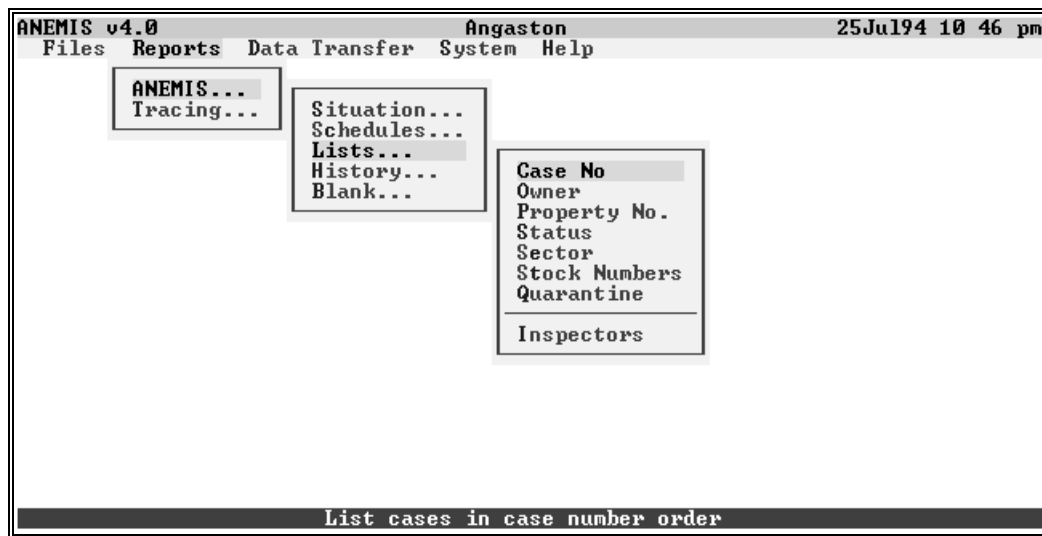 ANEMIS v4.0 Angaston 25Jul94 10 46 pm
Files Reports Data Transfer System Help
ANEMIS...
Tracing...
Situation...
Schedules...
Lists...
History...
Blank...
Case No
Owner
Property No.
Status
Sector
Stock Numbers
Quarantine
Inspectors
List cases in case number order